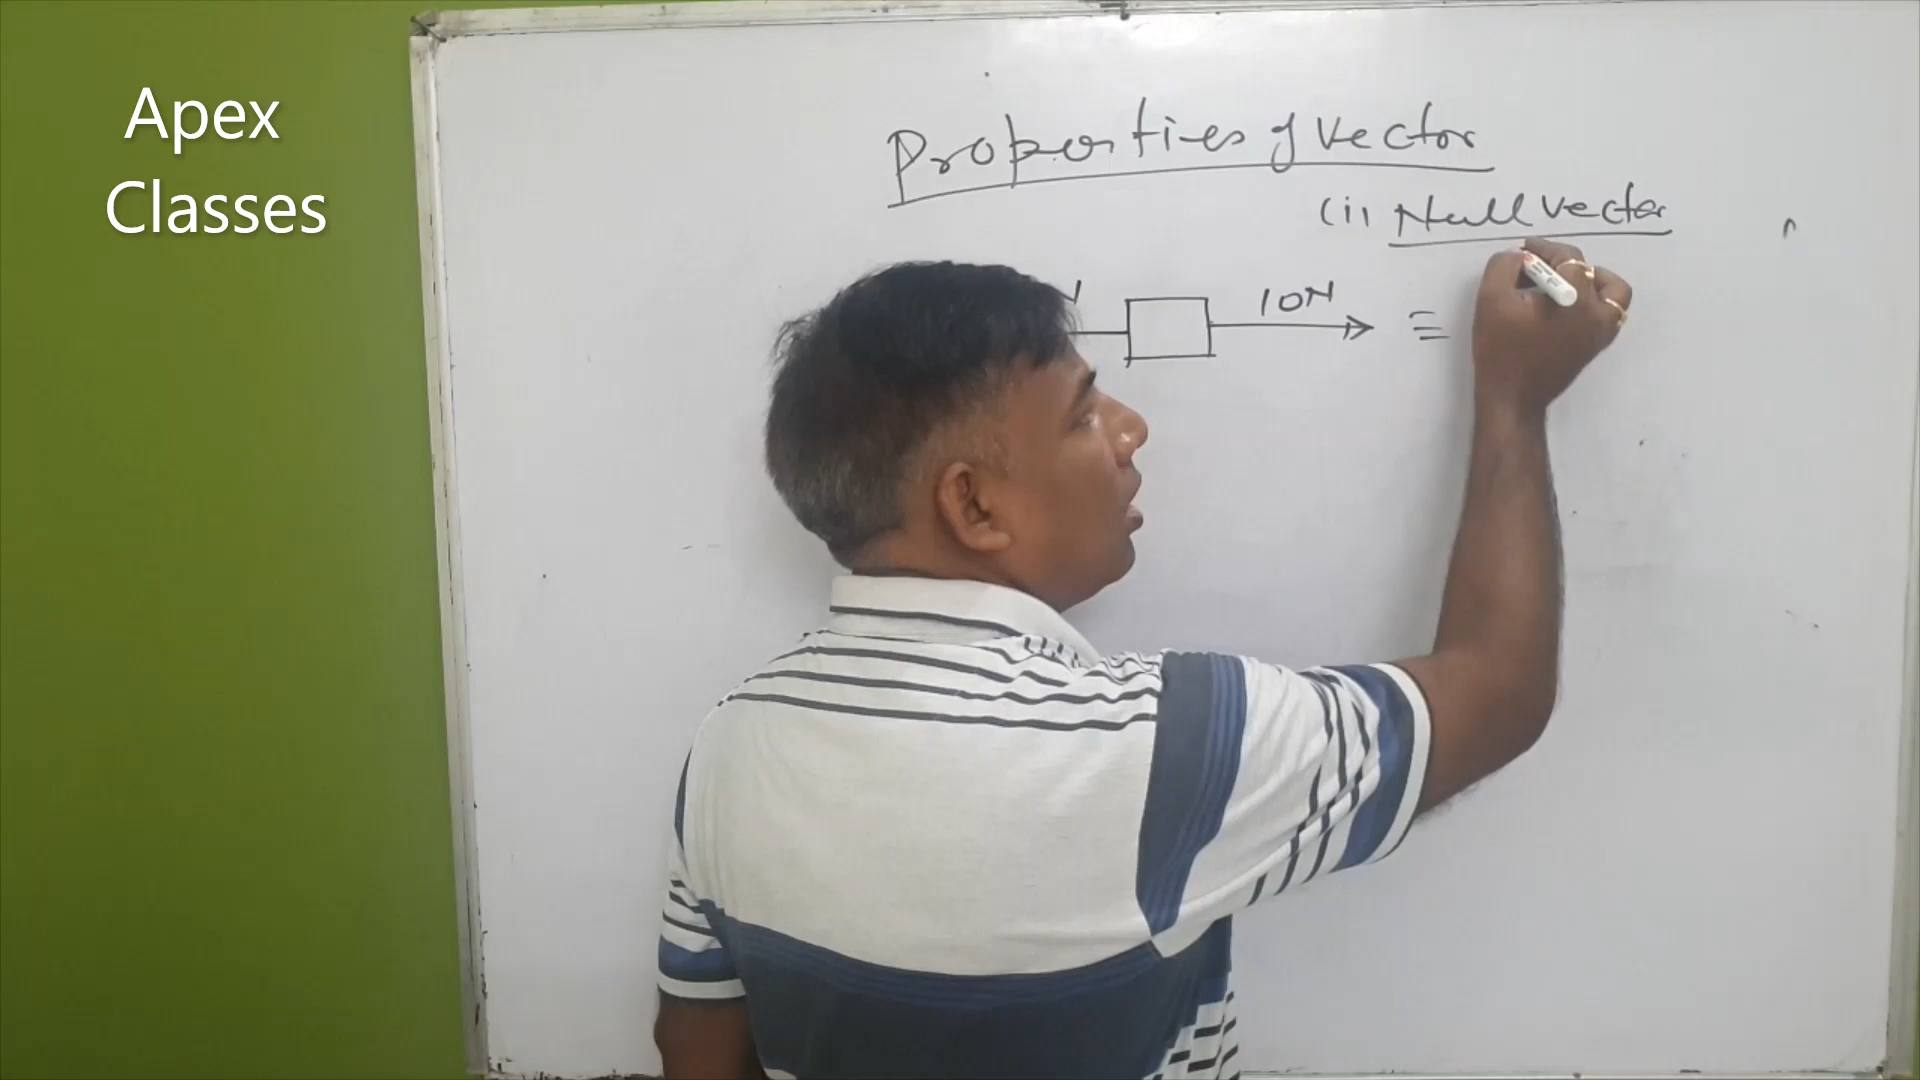 Apex
Classes
Properties of vector
(i) Null vector
10N ≡